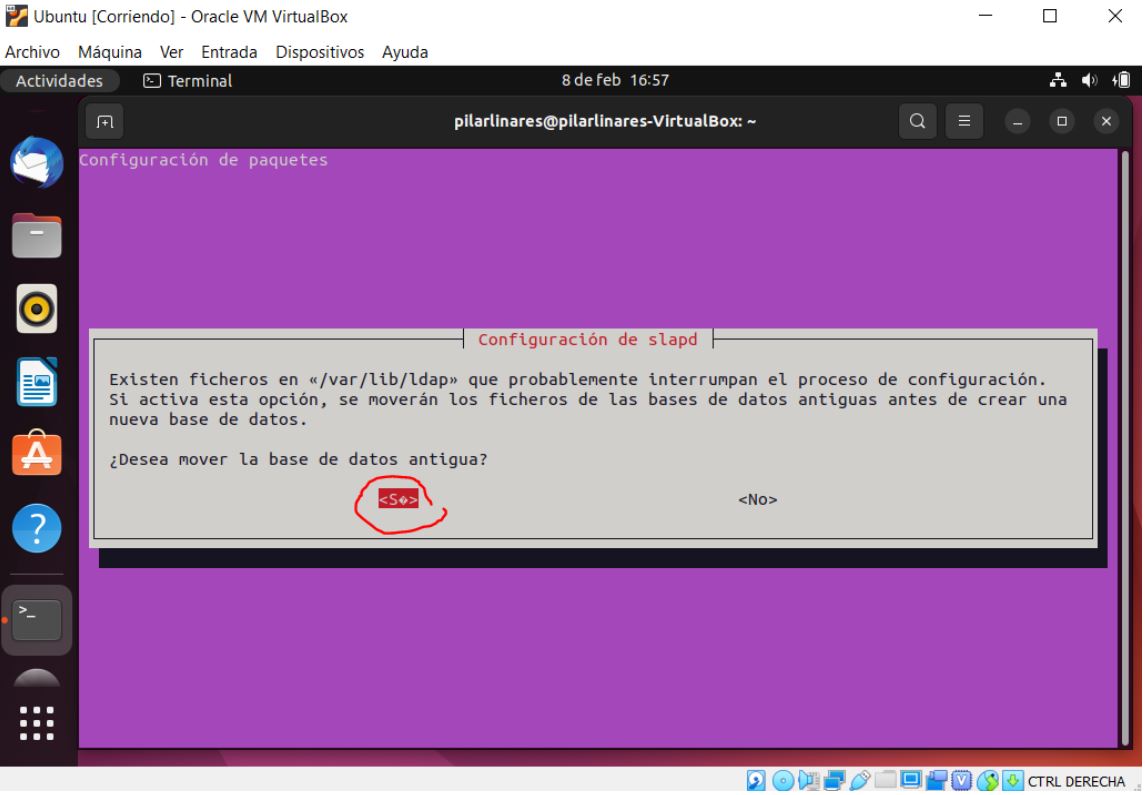 Ubuntu [Corriendo] - Oracle VM VirtualBox
Archivo Máquina Ver Entrada Dispositivos Ayuda
Actividades Terminal 8 de feb 16:57
pilarlinares@pilarlinares-VirtualBox: ~
Configuración de paquetes
Configuración de slapd
Existen ficheros en «/var/lib/ldap» que probablemente interrumpan el proceso de configuración.
Si activa esta opción, se moverán los ficheros de las bases de datos antiguas antes de crear una
nueva base de datos.
¿Desea mover la base de datos antigua?
<S�> <No>
CTRL DERECHA